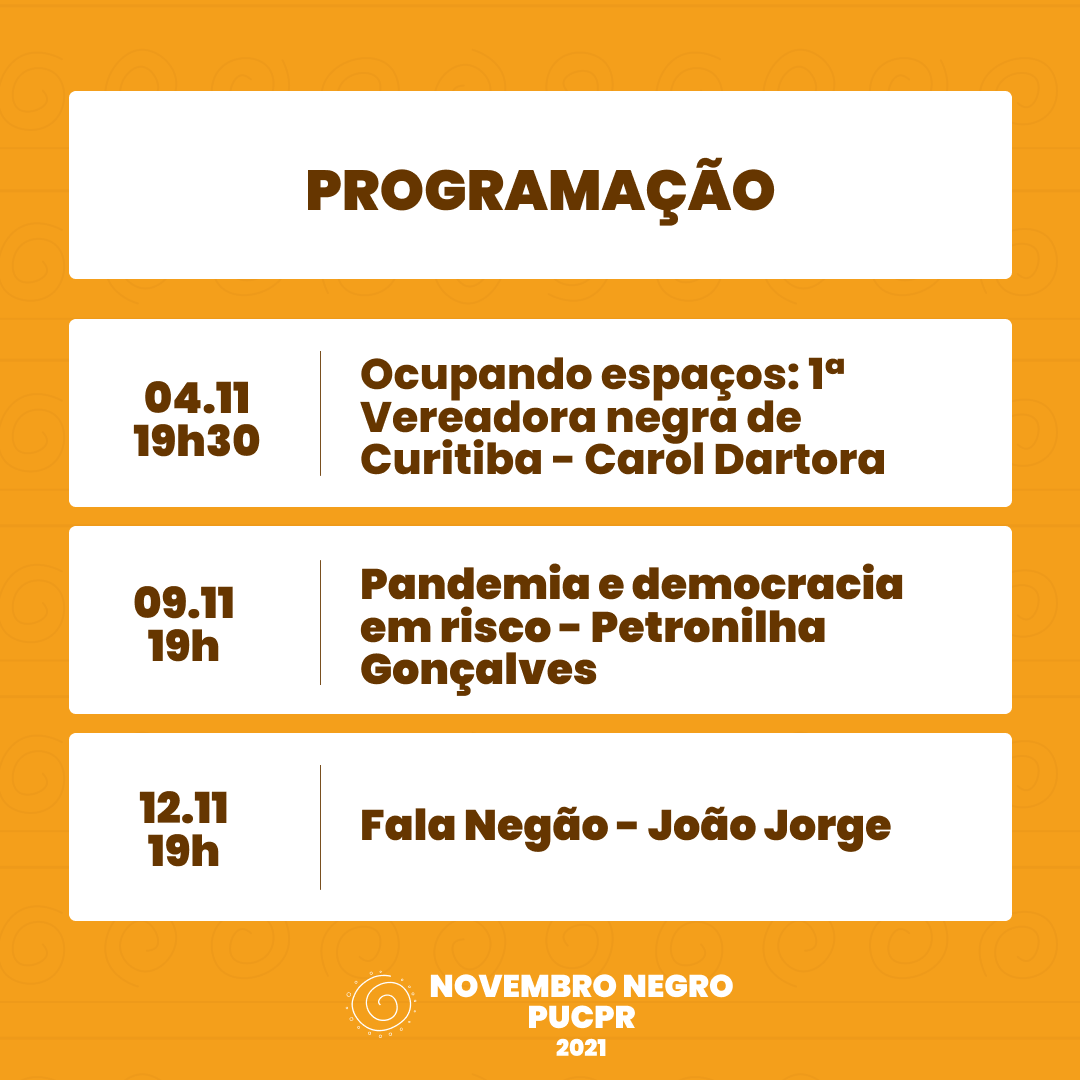 PROGRAMAÇÃO
04.11
19h30
Ocupando espaços: 1ª
Vereadora negra de
Curitiba - Carol Dartora
09.11
19h
Pandemia e democracia
em risco - Petronilha
Gonçalves
12.11
19h
Fala Negão - João Jorge
NOVEMBRO NEGRO
PUCPR
2021